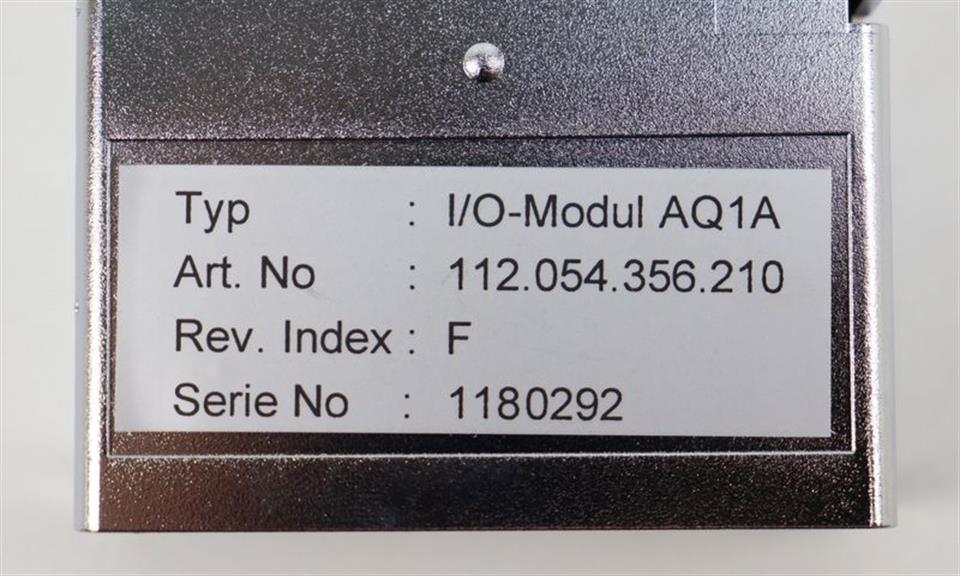 Typ : I/O-Modul AQ1A
Art. No : 112.054.356.210
Rev. Index : F
Serie No : 1180292